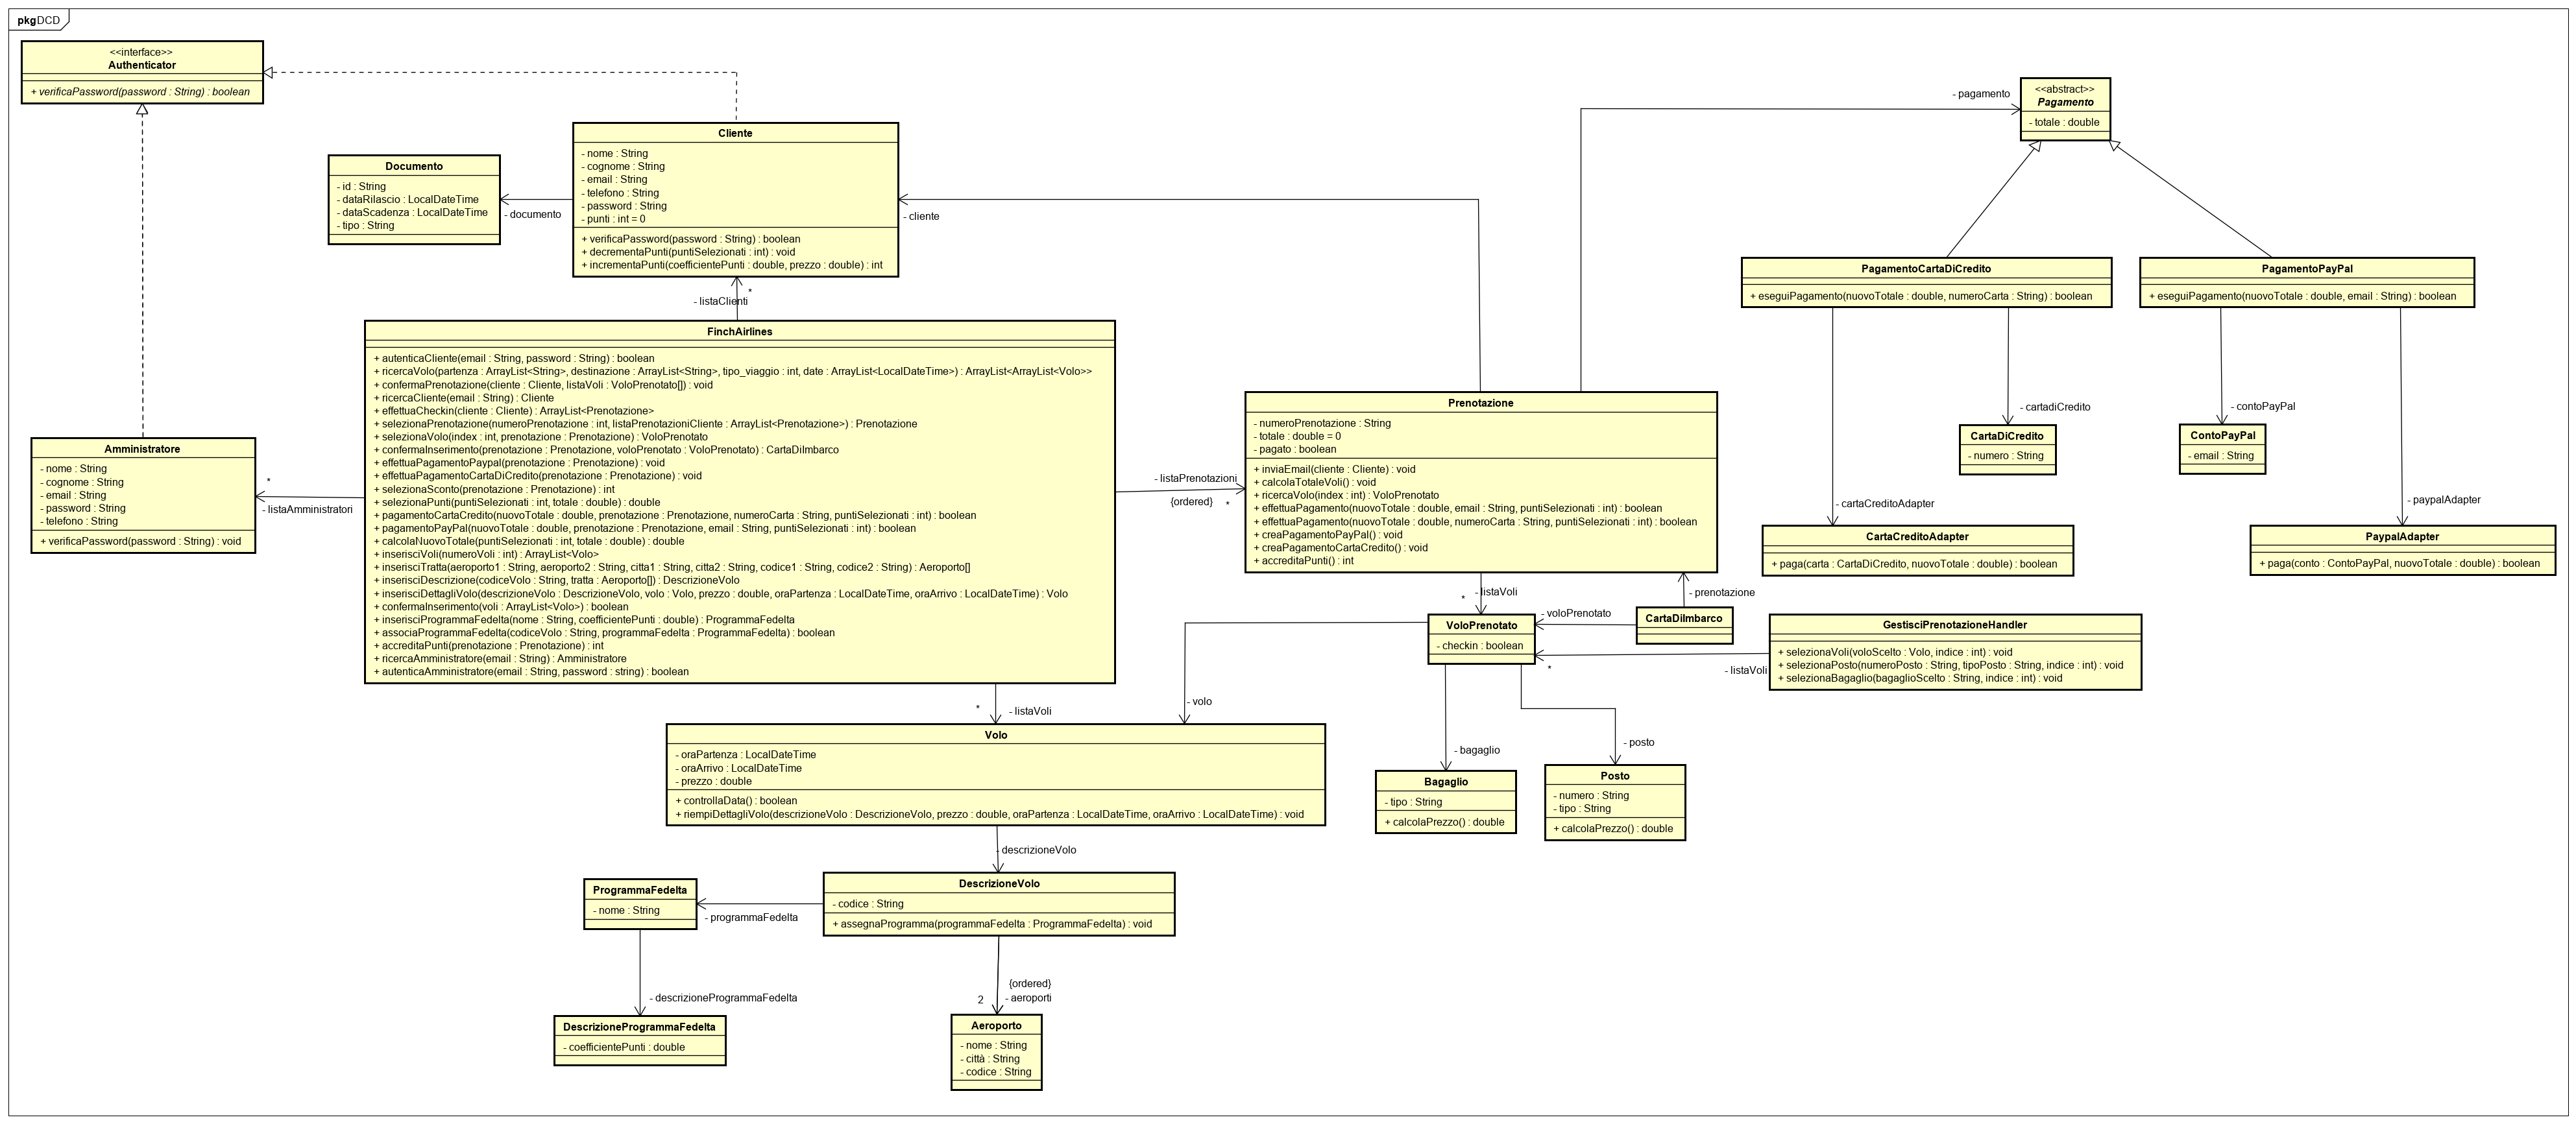 pkgDCD
<<interface>>
Authenticator
+ verificaPassword(password : String) : boolean
Cliente
- nome : String
- cognome : String
- email : String
- telefono : String
- password : String
- punti : int = 0
+ verificaPassword(password : String) : boolean
+ decrementaPunti(puntiSelezionati : int) : void
+ incrementaPunti(coefficientePunti : double, prezzo : double) : int
Documento
- id : String
- dataRilascio : LocalDateTime
- dataScadenza : LocalDateTime
- tipo : String
- documento
- cliente
- pagamento
<<abstract>>
Pagamento
- totale : double
PagamentoCartaDiCredito
+ eseguiPagamento(nuovoTotale : double, numeroCarta : String) : boolean
PagamentoPayPal
+ eseguiPagamento(nuovoTotale : double, email : String) : boolean
*
- listaClienti
FinchAirlines
+ autenticaCliente(email : String, password : String) : boolean
+ ricercaVolo(partenza : ArrayList<String>, destinazione : ArrayList<String>, tipo_viaggio : int, date : ArrayList<LocalDateTime>) : ArrayList<ArrayList<Volo>>
+ confermaPrenotazione(cliente : Cliente, listaVoli : VoloPrenotato[]) : void
+ ricercaCliente(email : String) : Cliente
+ effettuaCheckin(cliente : Cliente) : ArrayList<Prenotazione>
+ selezionaPrenotazione(numeroPrenotazione : int, listaPrenotazioniCliente : ArrayList<Prenotazione>) : Prenotazione
+ selezionaVolo(index : int, prenotazione : Prenotazione) : VoloPrenotato
+ confermaInserimento(prenotazione : Prenotazione, voloPrenotato : VoloPrenotato) : CartaDiImbarco
+ effettuaPagamentoPaypal(prenotazione : Prenotazione) : void
+ effettuaPagamentoCartaDiCredito(prenotazione : Prenotazione) : void
+ selezionaSconto(prenotazione : Prenotazione) : int
+ selezionaPunti(puntiSelezionati : int, totale : double) : double
+ pagamentoCartaCredito(nuovoTotale : double, prenotazione : Prenotazione, numeroCarta : String, puntiSelezionati : int) : boolean
+ pagamentoPayPal(nuovoTotale : double, prenotazione : Prenotazione, email : String, puntiSelezionati : int) : boolean
+ calcolaNuovoTotale(puntiSelezionati : int, totale : double) : double
+ inserisciVoli(numeroVoli : int) : ArrayList<Volo>
+ inserisciTratta(aeroporto1 : String, aeroporto2 : String, citta1 : String, citta2 : String, codice1 : String, codice2 : String) : Aeroporto[]
+ inserisciDescrizione(codiceVolo : String, tratta : Aeroporto[]) : DescrizioneVolo
+ inserisciDettagliVolo(descrizioneVolo : DescrizioneVolo, volo : Volo, prezzo : double, oraPartenza : LocalDateTime, oraArrivo : LocalDateTime) : Volo
+ confermaInserimento(voli : ArrayList<Volo>) : boolean
+ inserisciProgrammaFedelta(nome : String, coefficientePunti : double) : ProgrammaFedelta
+ associaProgrammaFedelta(codiceVolo : String, programmaFedelta : ProgrammaFedelta) : boolean
+ accreditaPunti(prenotazione : Prenotazione) : int
+ ricercaAmministratore(email : String) : Amministratore
+ autenticaAmministratore(email : String, password : string) : boolean
Amministratore
- nome : String
- cognome : String
- email : String
- password : String
- telefono : String
+ verificaPassword(password : String) : void
*
- listaAmministratori
- listaPrenotazioni
{ordered}
*
Prenotazione
- numeroPrenotazione : String
- totale : double = 0
- pagato : boolean
+ inviaEmail(cliente : Cliente) : void
+ calcolaTotaleVoli() : void
+ ricercaVolo(index : int) : VoloPrenotato
+ effettuaPagamento(nuovoTotale : double, email : String, puntiSelezionati : int) : boolean
+ effettuaPagamento(nuovoTotale : double, numeroCarta : String, puntiSelezionati : int) : boolean
+ creaPagamentoPayPal() : void
+ creaPagamentoCartaCredito() : void
+ accreditaPunti() : int
- cartadiCredito
CartaDiCredito
- numero : String
- contoPayPal
ContoPayPal
- email : String
- cartaCreditoAdapter
CartaCreditoAdapter
+ paga(carta : CartaDiCredito, nuovoTotale : double) : boolean
- paypalAdapter
PaypalAdapter
+ paga(conto : ContoPayPal, nuovoTotale : double) : boolean
- listaVoli
*
VoloPrenotato
- checkin : boolean
- voloPrenotato
- prenotazione
CartaDiImbarco
GestisciPrenotazioneHandler
+ selezionaVoli(voloScelto : Volo, indice : int) : void
+ selezionaPosto(numeroPosto : String, tipoPosto : String, indice : int) : void
+ selezionaBagaglio(bagaglioScelto : String, indice : int) : void
*
- listaVoli
*
- listaVoli
- volo
Volo
- oraPartenza : LocalDateTime
- oraArrivo : LocalDateTime
- prezzo : double
+ controllaData() : boolean
+ riempiDettagliVolo(descrizioneVolo : DescrizioneVolo, prezzo : double, oraPartenza : LocalDateTime, oraArrivo : LocalDateTime) : void
- bagaglio
Bagaglio
- tipo : String
+ calcolaPrezzo() : double
- posto
Posto
- numero : String
- tipo : String
+ calcolaPrezzo() : double
- descrizioneVolo
DescrizioneVolo
- codice : String
+ assegnaProgramma(programmaFedelta : ProgrammaFedelta) : void
ProgrammaFedelta
- nome : String
- programmaFedelta
- descrizioneProgrammaFedelta
DescrizioneProgrammaFedelta
- coefficientePunti : double
{ordered}
2
- aeroporti
Aeroporto
- nome : String
- città : String
- codice : String